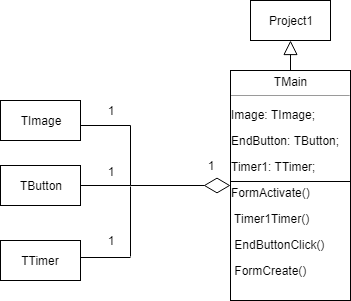 Project1
TMain
Image: TImage;
EndButton: TButton;
Timer1: TTimer;
FormActivate()
Timer1Timer()
EndButtonClick()
FormCreate()
TImage
1
TButton
1
1
TTimer
1